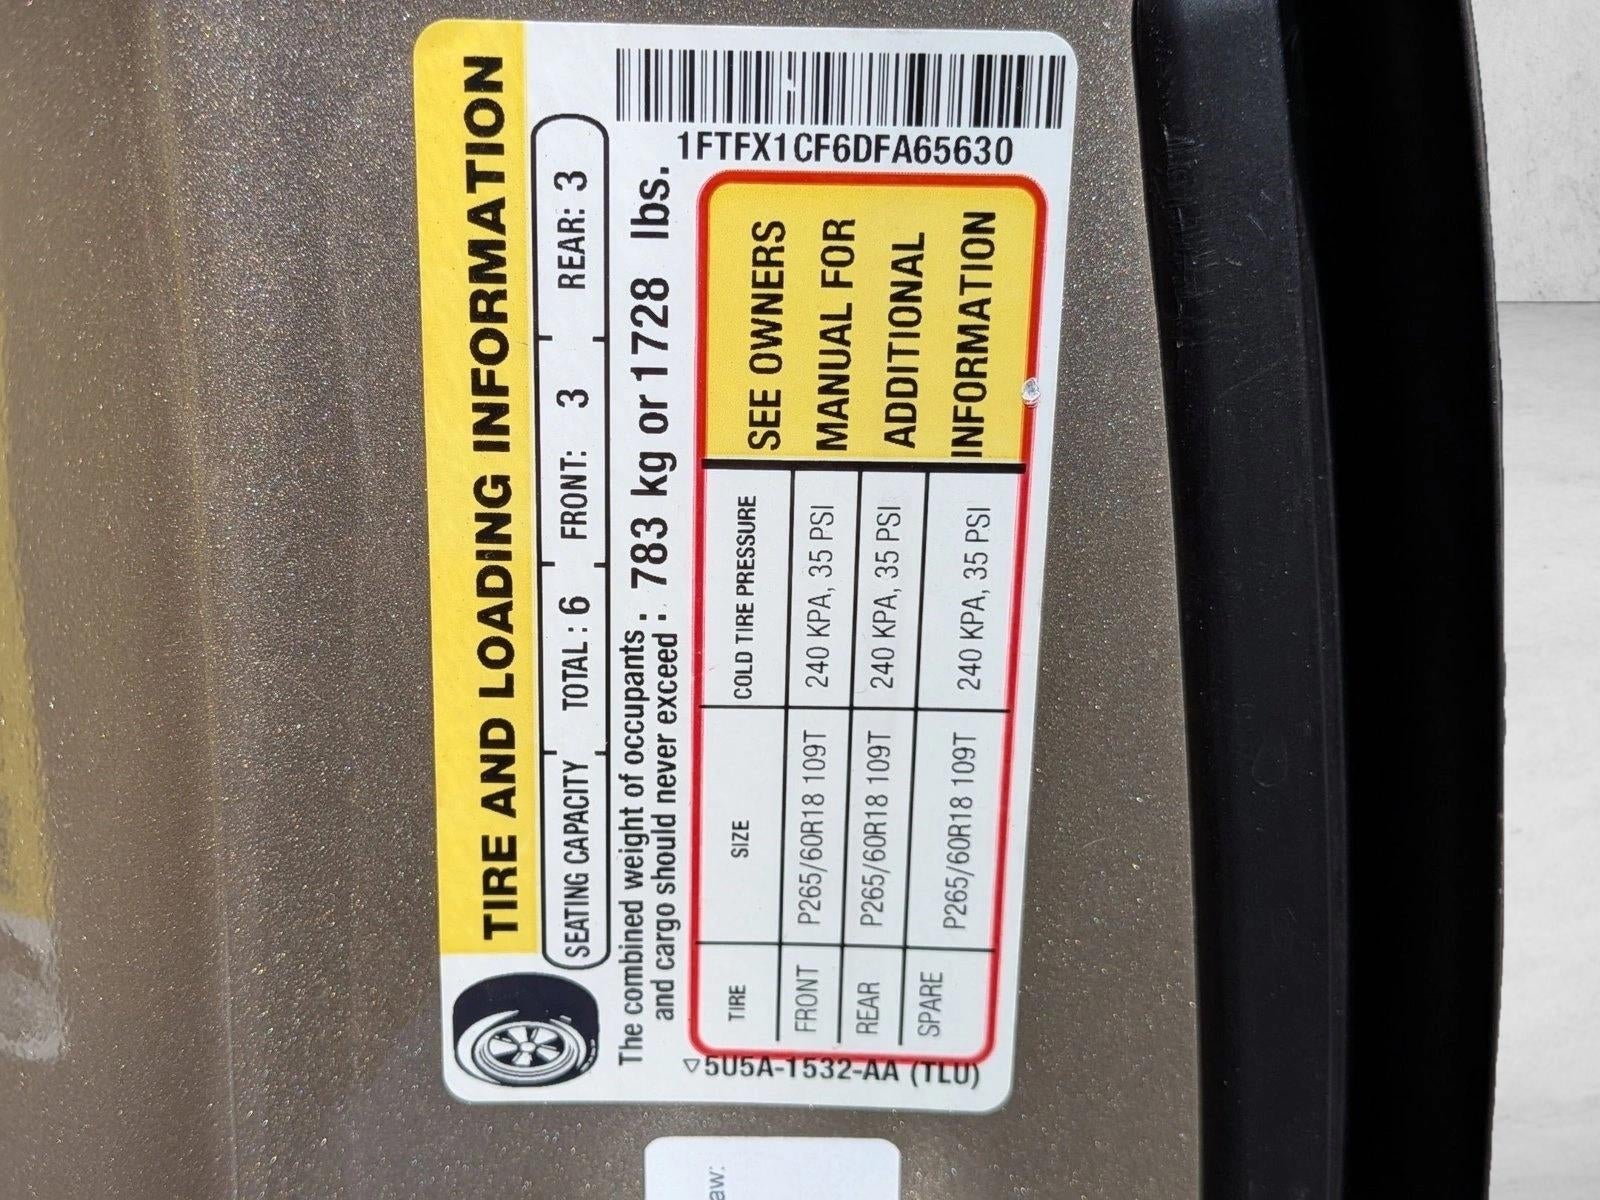 1FTFX1CF6DFA65630
TIRE AND LOADING INFORMATION
SEATING CAPACITY TOTAL : 6 FRONT: 3 REAR: 3
The combined weight of occupants
and cargo should never exceed : 783 kg or 1728 lbs.
TIRE SIZE COLD TIRE PRESSURE
FRONT P265/60R18 109T 240 KPA, 35 PSI
REAR P265/60R18 109T 240 KPA, 35 PSI
SPARE P265/60R18 109T 240 KPA, 35 PSI
SEE OWNERS
MANUAL FOR
ADDITIONAL
INFORMATION
5U5A-1532-AA (TLU)
aw: